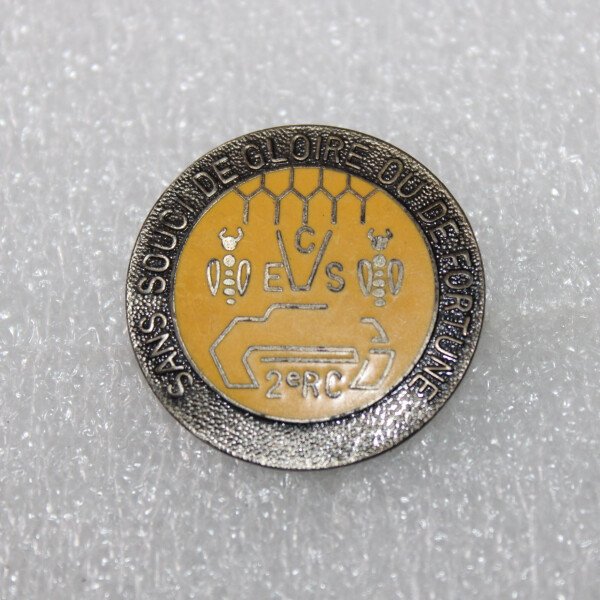 SANS SOUCI DE GLOIRE OU DE FORTUNE
C
E S
2eRC